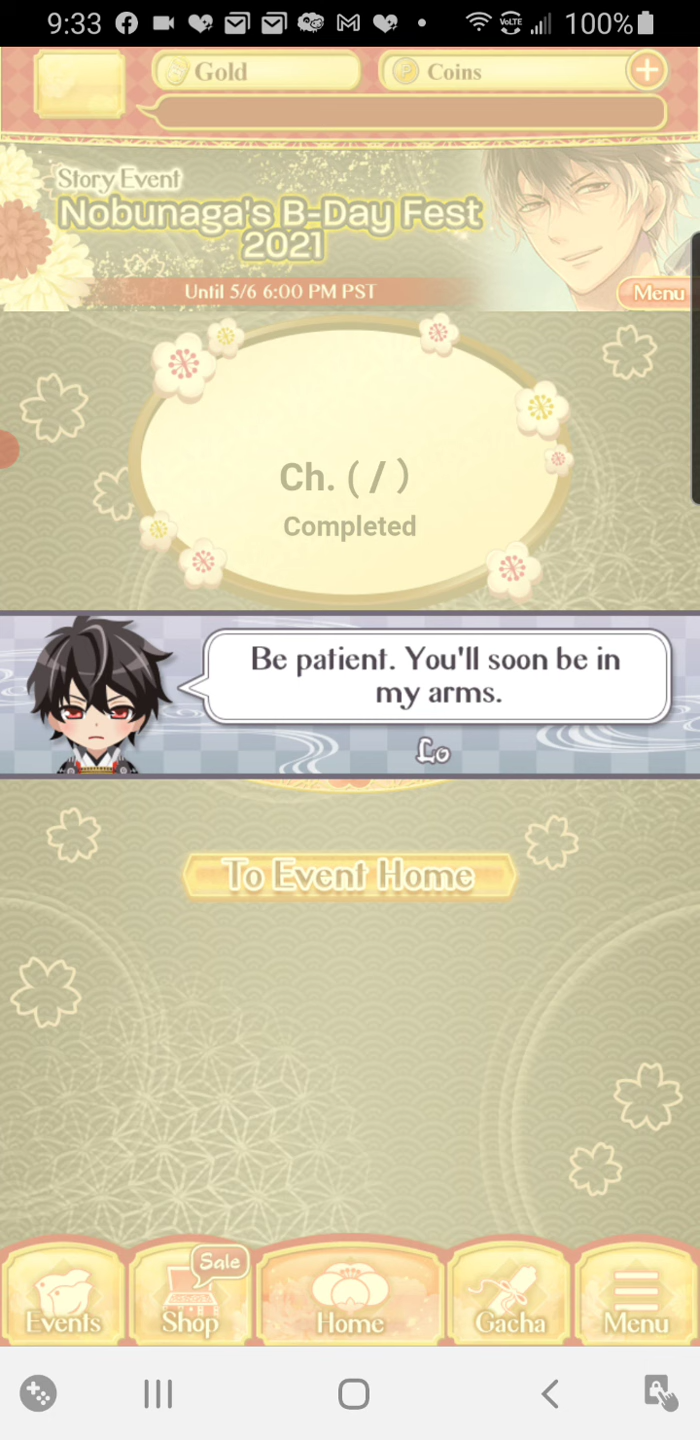 9:33
VoLTE
100%
Gold
P Coins +
Story Event
Nobunaga's B-Day Fest
2021
Until 5/6 6:00 PM PST
Menu
Ch. ( / )
Completed
Be patient. You'll soon be in
my arms.
Lo
To Event Home
Sale
Events
Shop
Home
Gacha
Menu